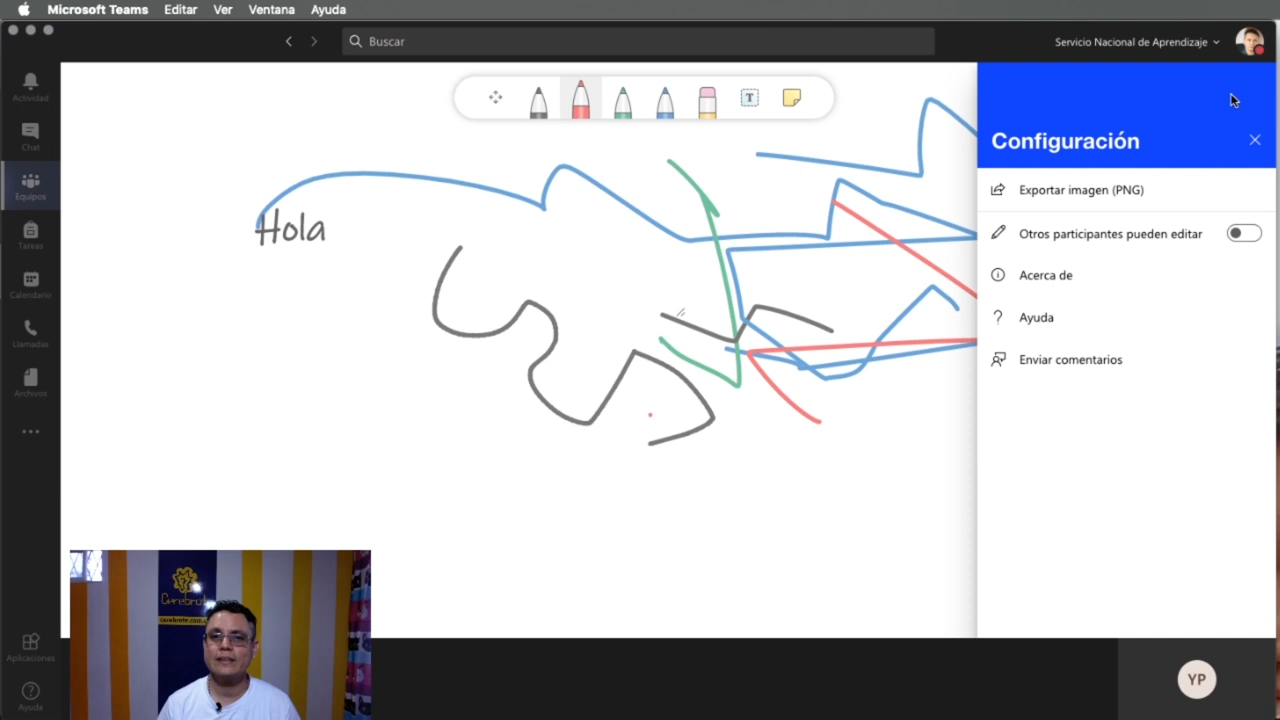 Microsoft Teams Editar Ver Ventana Ayuda
Buscar
Servicio Nacional de Aprendizaje
Actividad
Chat
Equipos
Tareas
Calendario
Llamadas
Archivos
Aplicaciones
Ayuda
T
Hola
Configuración
Exportar imagen (PNG)
Otros participantes pueden editar
Acerca de
Ayuda
Enviar comentarios
YP